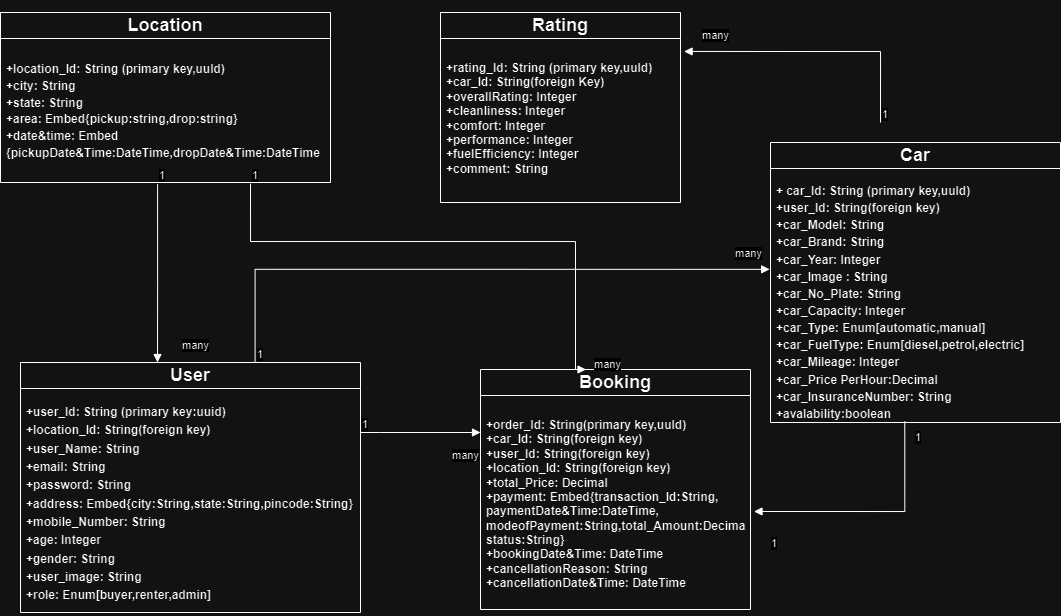 Location
+location_Id: String (primary key,uuId)
+city: String
+state: String
+area: Embed{pickup:string,drop:string}
+date&time: Embed
{pickupDate&Time:DateTime,dropDate&Time:DateTime
1
1
Rating
+rating_Id: String (primary key,uuId)
+car_Id: String(foreign Key)
+overallRating: Integer
+cleanliness: Integer
+comfort: Integer
+performance: Integer
+fuelEfficiency: Integer
+comment: String
many
1
Car
+ car_Id: String (primary key,uuId)
+user_Id: String(foreign key)
+car_Model: String
+car_Brand: String
+car_Year: Integer
+car_Image : String
+car_No_Plate: String
+car_Capacity: Integer
+car_Type: Enum[automatic,manual]
+car_FuelType: Enum[diesel,petrol,electric]
+car_Mileage: Integer
+car_Price PerHour:Decimal
+car_InsuranceNumber: String
+avalability:boolean
many
many
1
many
User
+user_Id: String (primary key:uuid)
+location_Id: String(foreign key)
+user_Name: String
+email: String
+password: String
+address: Embed{city:String,state:String,pincode:String}
+mobile_Number: String
+age: Integer
+gender: String
+user_image: String
+role: Enum[buyer,renter,admin]
1
many
Booking
+order_Id: String(primary key,uuId)
+car_Id: String(foreign key)
+user_Id: String(foreign key)
+location_Id: String(foreign key)
+total_Price: Decimal
+payment: Embed{transaction_Id:String,
paymentDate&Time:DateTime,
modeofPayment:String,total_Amount:Decima
status:String}
+bookingDate&Time: DateTime
+cancellationReason: String
+cancellationDate&Time: DateTime
1
1